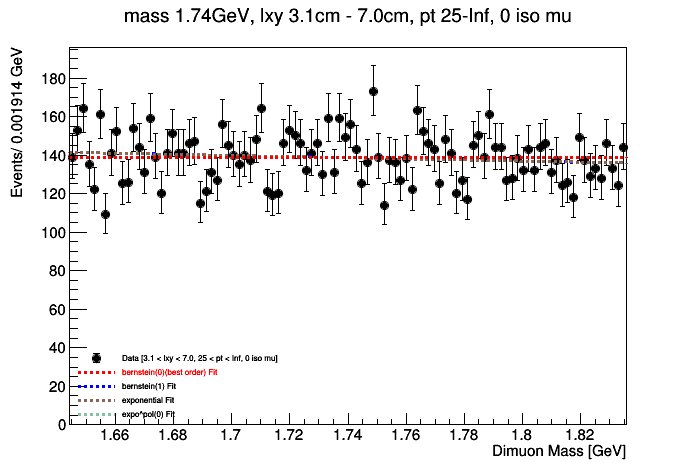 mass 1.74GeV, lxy 3.1cm - 7.0cm, pt 25-Inf, 0 iso mu
Events/ 0.001914 GeV
180
160
140
120
100
80
60
40
20
0
Data [3.1 < lxy < 7.0, 25 < pt < Inf, 0 iso mu]
bernstein(0)(best order) Fit
bernstein(1) Fit
exponential Fit
expo*pol(0) Fit
1.66 1.68 1.7 1.72 1.74 1.76 1.78 1.8 1.82
Dimuon Mass [GeV]